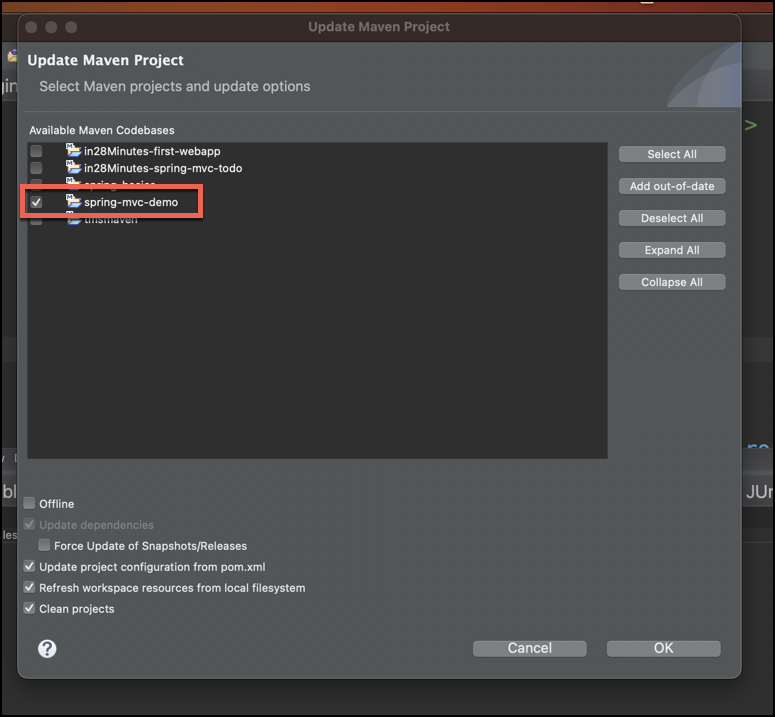 Update Maven Project
Update Maven Project
Select Maven projects and update options
Available Maven Codebases
in28Minutes-first-webapp
in28Minutes-spring-mvc-todo
spring-basics
spring-mvc-demo
tmsmaven
Select All
Add out-of-date
Deselect All
Expand All
Collapse All
Offline
Update dependencies
Force Update of Snapshots/Releases
Update project configuration from pom.xml
Refresh workspace resources from local filesystem
Clean projects
?
Cancel
OK
>